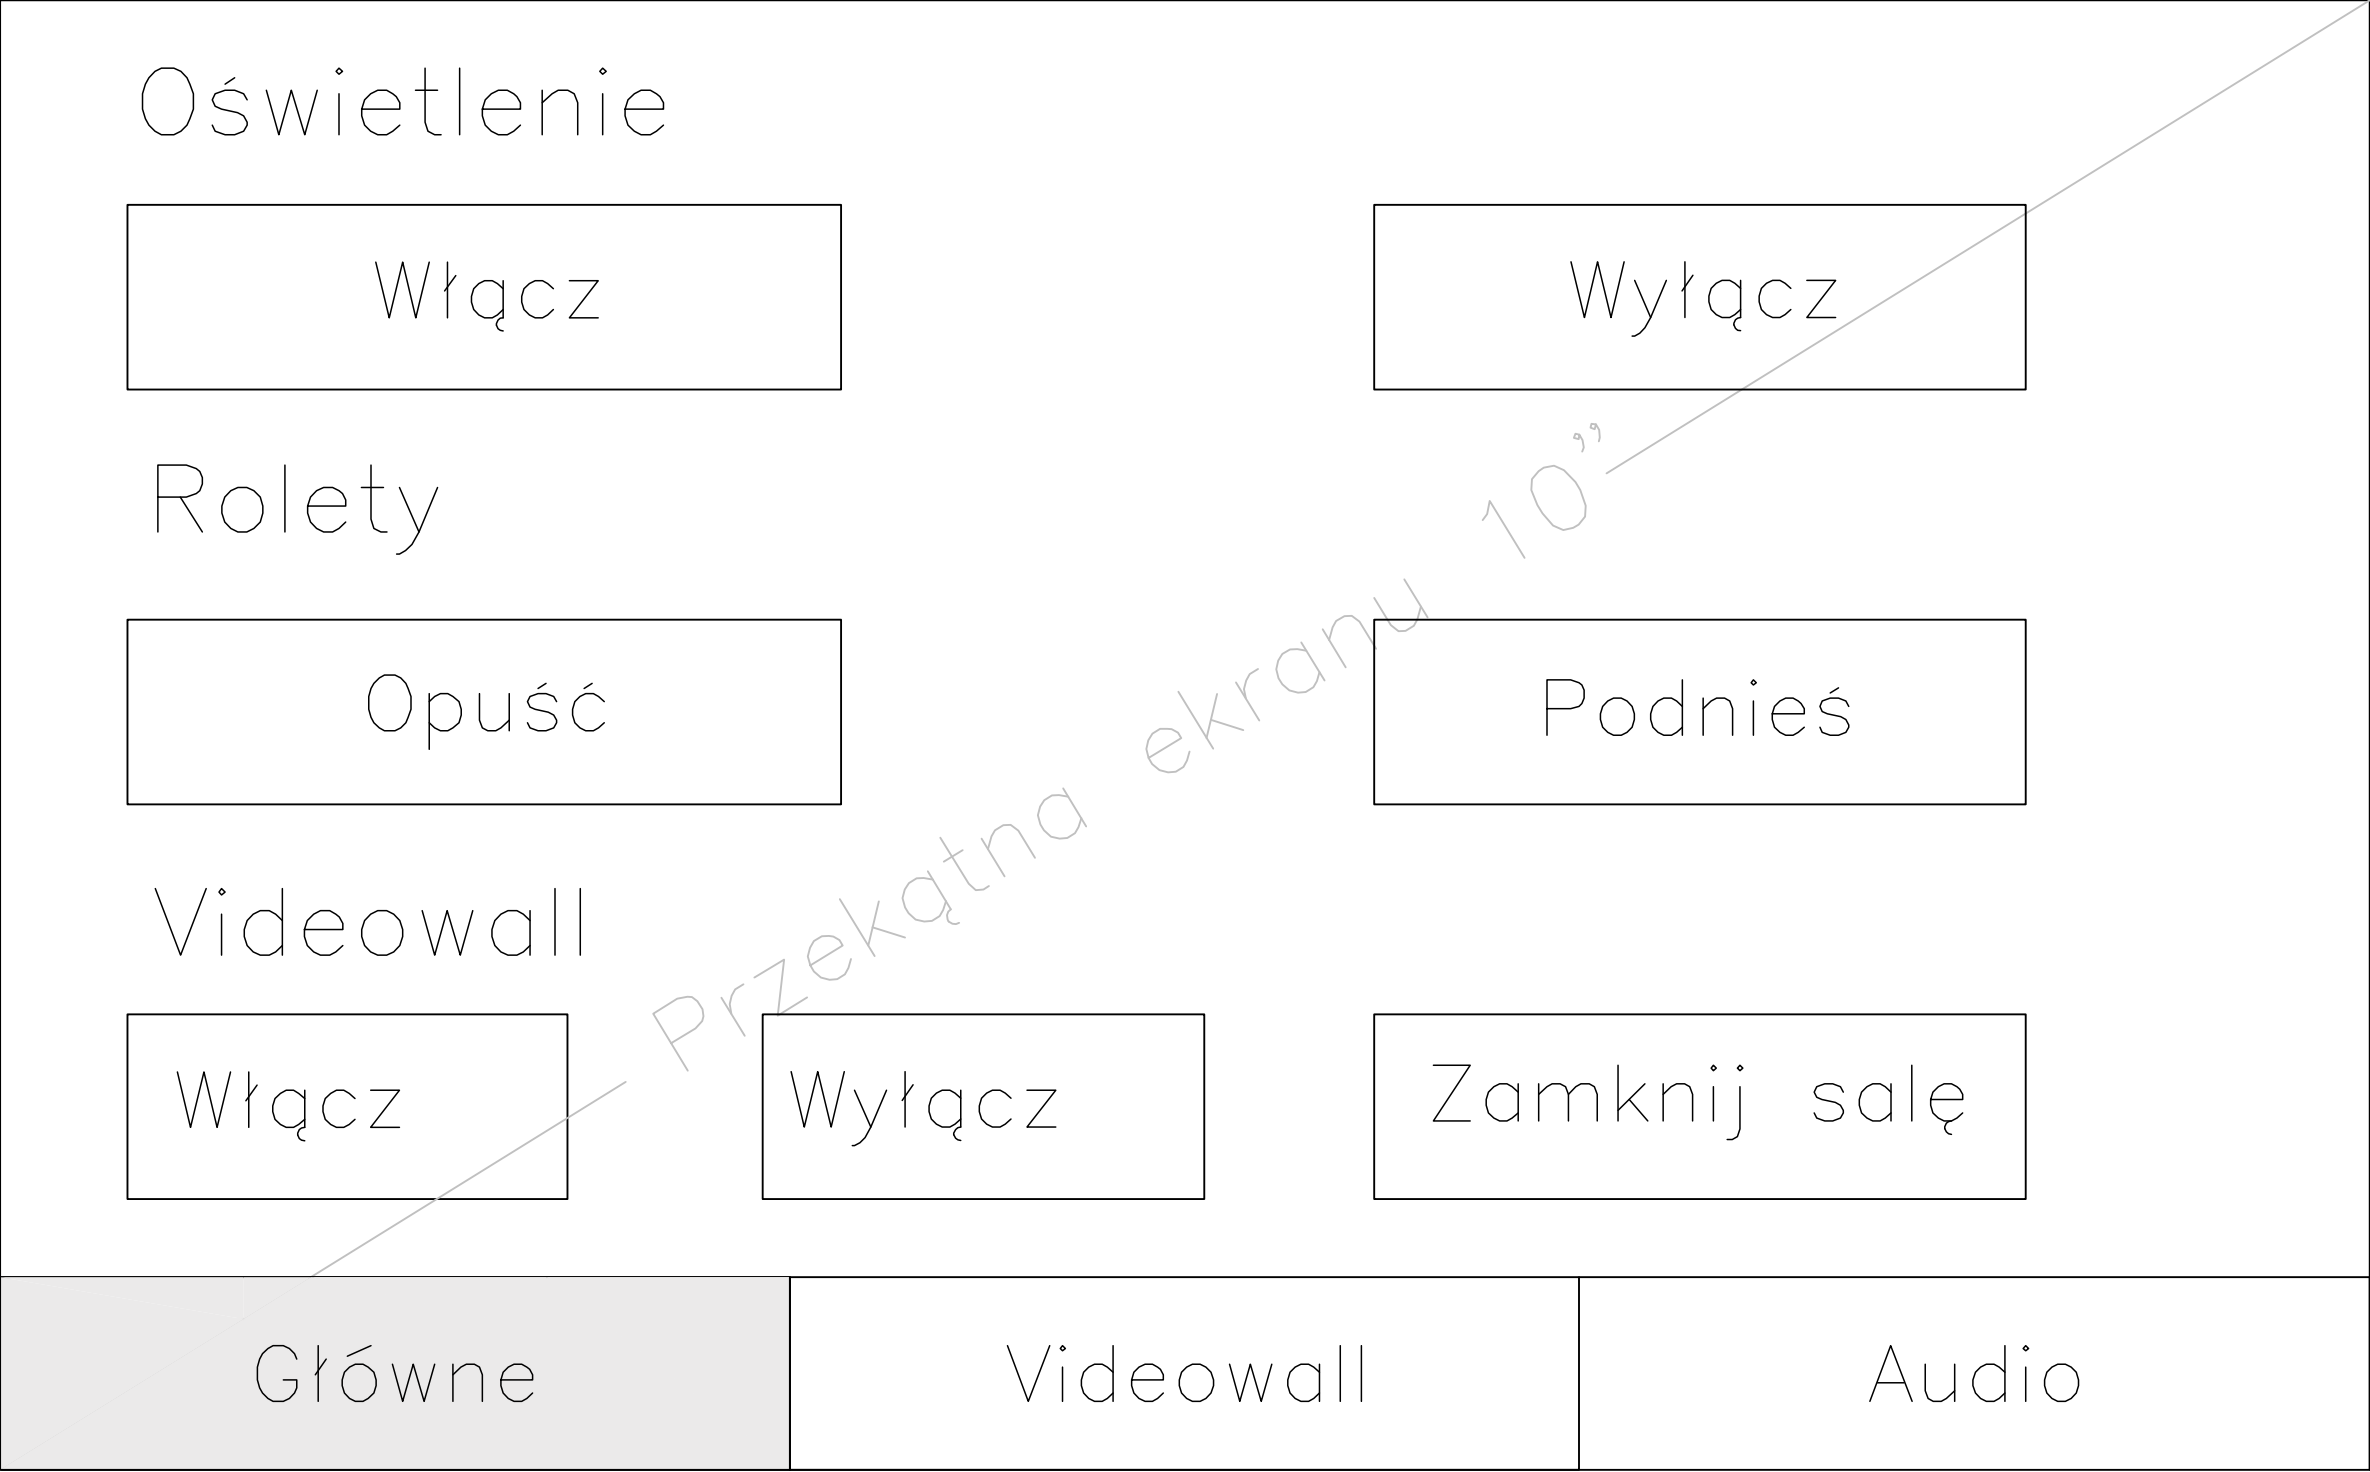 Oświetlenie
Włącz
Wyłącz
Rolety
Opuść
Podnieś
Przekątna ekranu 10”
Videowall
Włącz
Wyłącz
Zamknij salę
Główne
Videowall
Audio